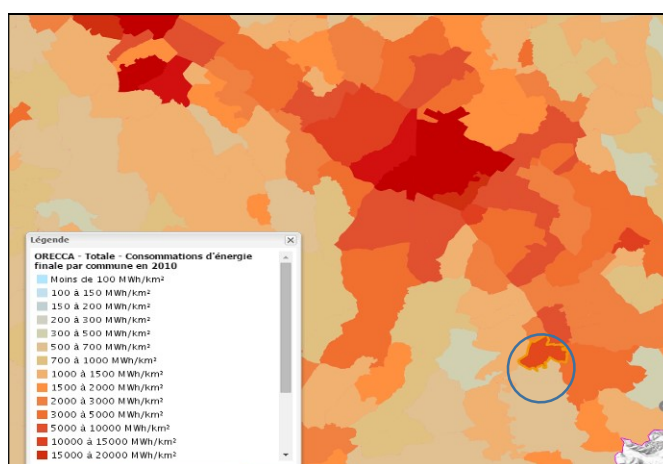 Légende
ORECCA - Totale - Consommations d'énergie
finale par commune en 2010
Moins de 100 MWh/km²
100 à 150 MWh/km²
150 à 200 MWh/km²
200 à 300 MWh/km²
300 à 500 MWh/km²
500 à 700 MWh/km²
700 à 1000 MWh/km²
1000 à 1500 MWh/km²
1500 à 2000 MWh/km²
2000 à 3000 MWh/km²
3000 à 5000 MWh/km²
5000 à 10000 MWh/km²
10000 à 15000 MWh/km²
15000 à 20000 MWh/km²